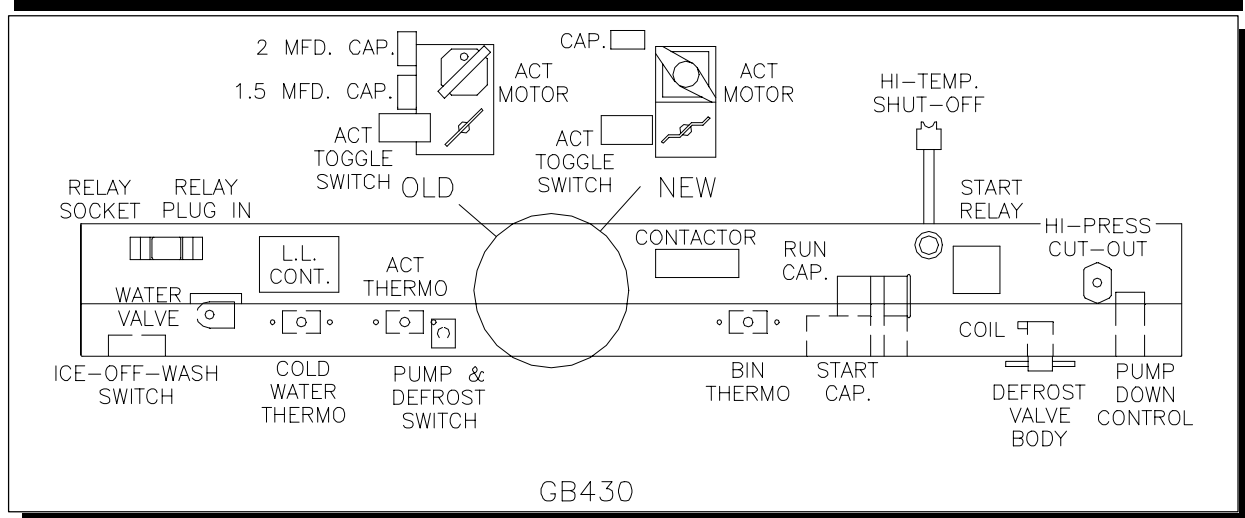 2 MFD. CAP.
1.5 MFD. CAP.
ACT
MOTOR
ACT
TOGGLE
SWITCH
OLD
CAP.
ACT
MOTOR
ACT
TOGGLE
SWITCH
NEW
HI-TEMP.
SHUT-OFF
RELAY
SOCKET
RELAY
PLUG IN
START
RELAY
L.L.
CONT.
ACT
THERMO
CONTACTOR
RUN
CAP.
HI-PRESS
CUT-OUT
WATER
VALVE
COIL
ICE-OFF-WASH
SWITCH
COLD
WATER
THERMO
PUMP &
DEFROST
SWITCH
BIN
THERMO
START
CAP.
DEFROST
VALVE
BODY
PUMP
DOWN
CONTROL
GB430